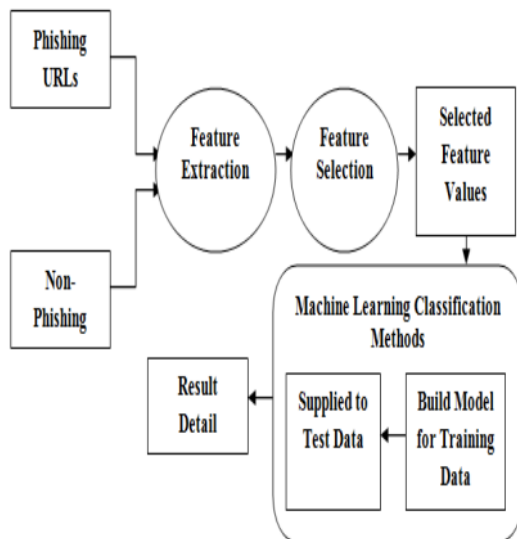 Phishing
URLs
Feature
Extraction
Feature
Selection
Selected
Feature
Values
Non-
Phishing
Machine Learning Classification
Methods
Result
Detail
Supplied to
Test Data
Build Model
for Training
Data